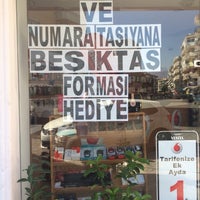 VE
NUMARA TAŞIYANA
BEŞİKTAŞ
FORMASI
HEDİYE
Tarifenize
Ek
Ayda
1